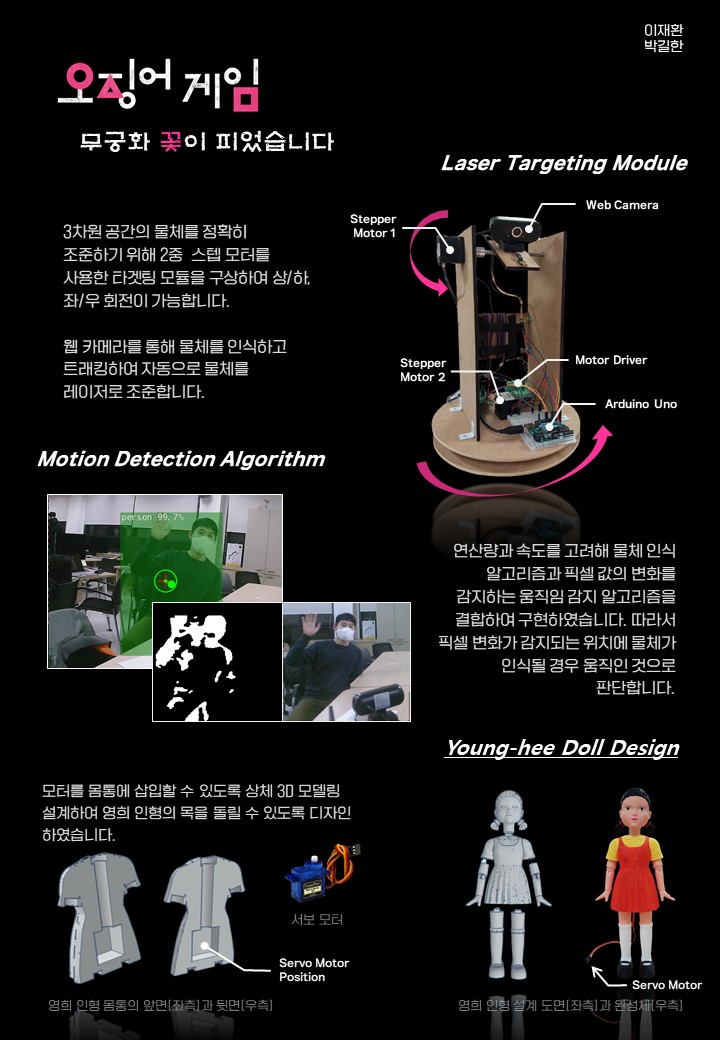 이재환
박길한
오징어 게임
무궁화 꽃이 피었습니다
Laser Targeting Module
3차원 공간의 물체를 정확히
조준하기 위해 2중 스텝 모터를
사용한 타겟팅 모듈을 구상하여 상/하,
좌/우 회전이 가능합니다.
웹 카메라를 통해 물체를 인식하고
트래킹하여 자동으로 물체를
레이저로 조준합니다.
Stepper
Motor 1
Web Camera
Stepper
Motor 2
Motor Driver
Arduino Uno
Motion Detection Algorithm
person 99.7%
연산량과 속도를 고려해 물체 인식
알고리즘과 픽셀 값의 변화를
감지하는 움직임 감지 알고리즘을
결합하여 구현하였습니다. 따라서
픽셀 변화가 감지되는 위치에 물체가
인식될 경우 움직인 것으로
판단합니다.
Young-hee Doll Design
모터를 몸통에 삽입할 수 있도록 상체 3D 모델링
설계하여 영희 인형의 목을 돌릴 수 있도록 디자인
하였습니다.
서보 모터
Servo Motor
Position
영희 인형 몸통의 앞면(좌측)과 뒷면(우측)
Servo Motor
영희 인형 설계 도면(좌측)과 완성체(우측)